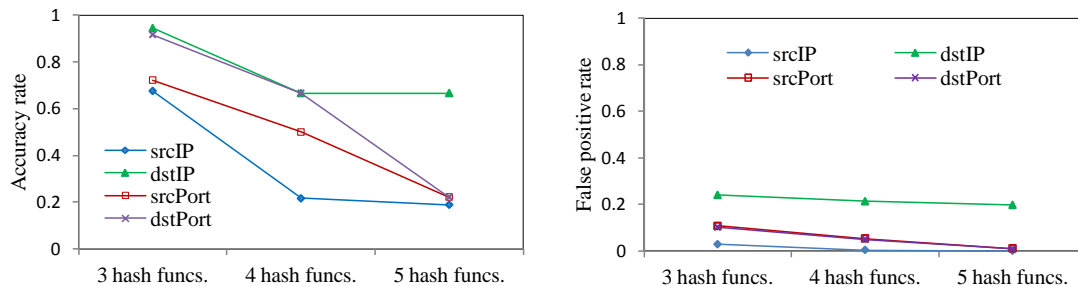 Accuracy rate
1
0.8
0.6
0.4
0.2
0
srcIP
dstIP
srcPort
dstPort
3 hash funcs. 4 hash funcs. 5 hash funcs.
False positive rate
1
0.8
0.6
0.4
0.2
0
srcIP dstIP
srcPort dstPort
3 hash funcs. 4 hash funcs. 5 hash funcs.